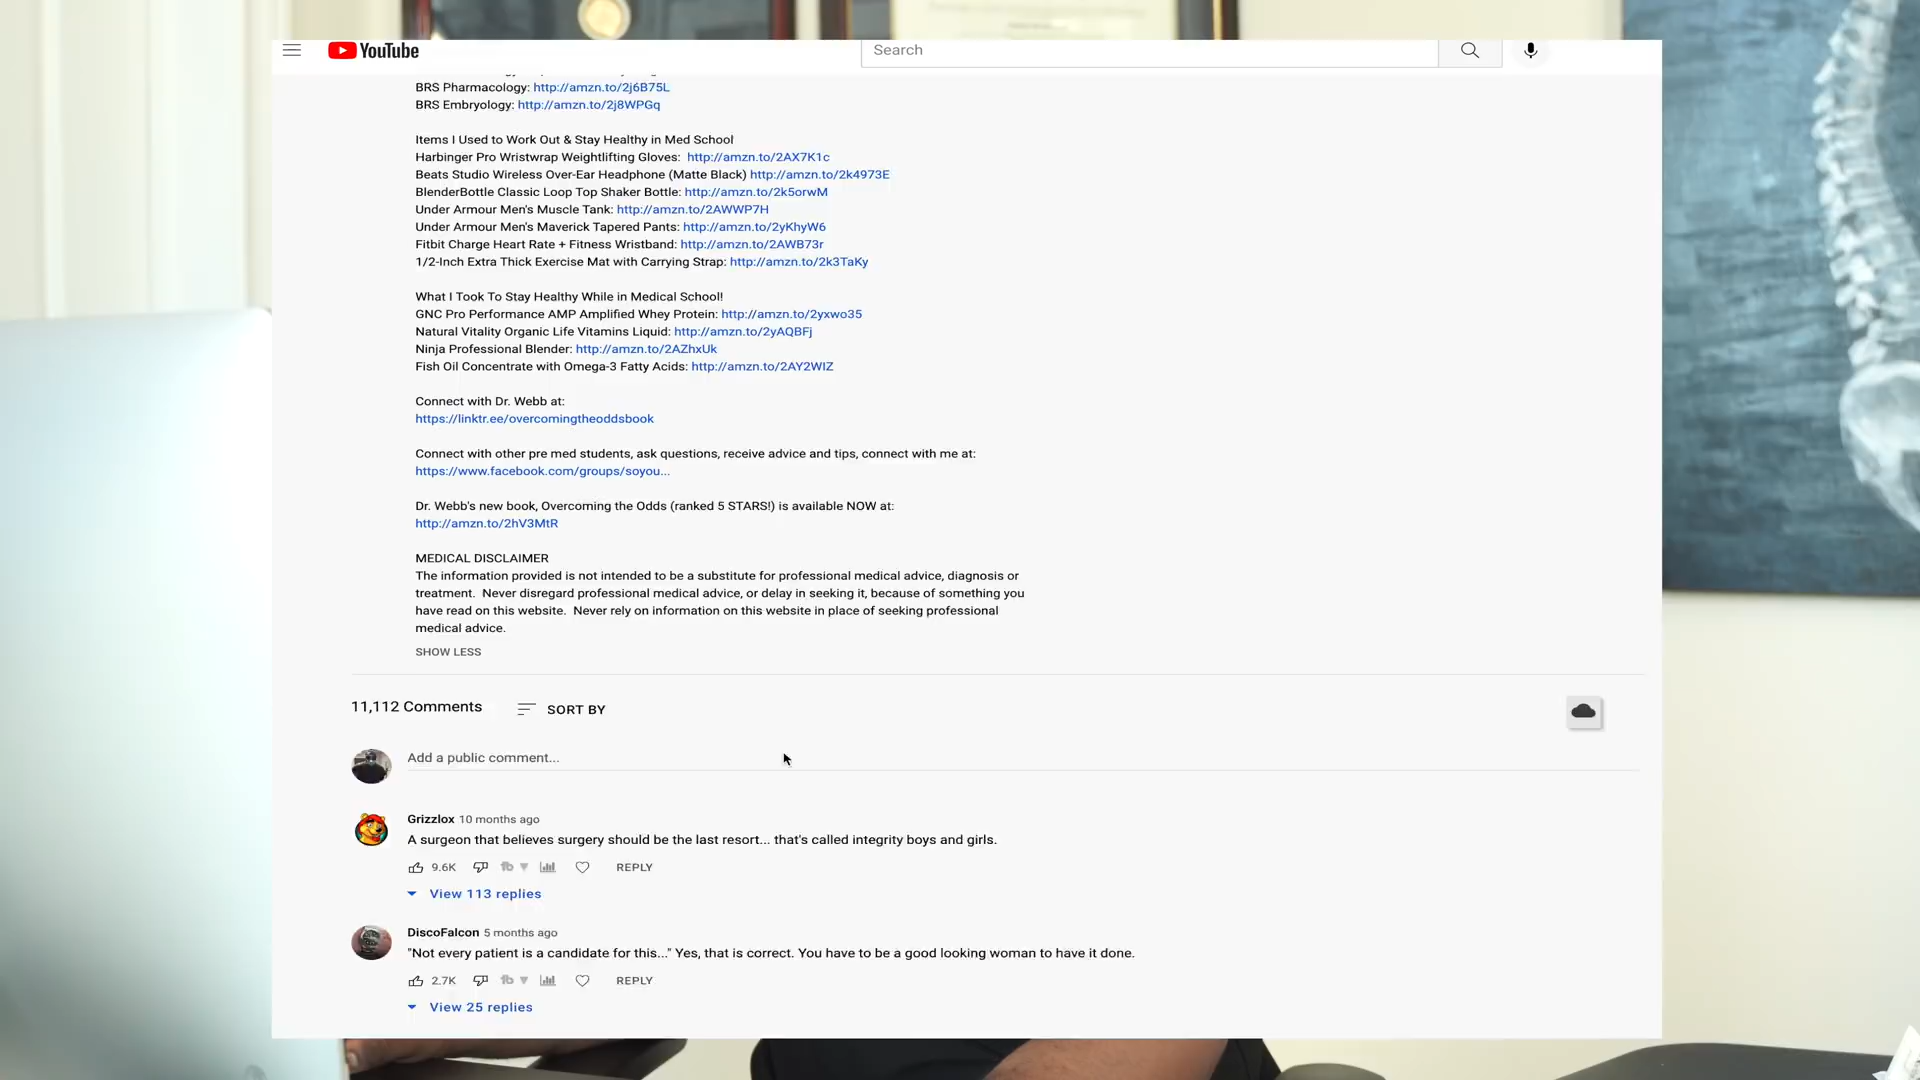 YouTube
Search
BRS Pharmacology: http://amzn.to/2j6B75L
BRS Embryology: http://amzn.to/2j8WPGq
Items I Used to Work Out & Stay Healthy in Med School
Harbinger Pro Wristwrap Weightlifting Gloves:  http://amzn.to/2AX7K1c
Beats Studio Wireless Over-Ear Headphone (Matte Black) http://amzn.to/2k4973E
BlenderBottle Classic Loop Top Shaker Bottle: http://amzn.to/2k5orwM
Under Armour Men's Muscle Tank: http://amzn.to/2AWWP7H
Under Armour Men's Maverick Tapered Pants: http://amzn.to/2yKhyW6
Fitbit Charge Heart Rate + Fitness Wristband: http://amzn.to/2AWB73r
1/2-Inch Extra Thick Exercise Mat with Carrying Strap: http://amzn.to/2k3TaKy
What I Took To Stay Healthy While in Medical School!
GNC Pro Performance AMP Amplified Whey Protein: http://amzn.to/2yxwo35
Natural Vitality Organic Life Vitamins Liquid: http://amzn.to/2yAQBFj
Ninja Professional Blender: http://amzn.to/2AZhxUk
Fish Oil Concentrate with Omega-3 Fatty Acids: http://amzn.to/2AY2WIZ
Connect with Dr. Webb at:
https://linktr.ee/overcomingtheoddsbook
Connect with other pre med students, ask questions, receive advice and tips, connect with me at:
https://www.facebook.com/groups/soyou...
Dr. Webb's new book, Overcoming the Odds (ranked 5 STARS!) is available NOW at:
http://amzn.to/2hV3MtR
MEDICAL DISCLAIMER
The information provided is not intended to be a substitute for professional medical advice, diagnosis or
treatment.  Never disregard professional medical advice, or delay in seeking it, because of something you
have read on this website.  Never rely on information on this website in place of seeking professional
medical advice.
SHOW LESS
11,112 Comments
SORT BY
Add a public comment...
Grizzlox 10 months ago
A surgeon that believes surgery should be the last resort... that's called integrity boys and girls.
9.6K
REPLY
View 113 replies
DiscoFalcon 5 months ago
"Not every patient is a candidate for this..." Yes, that is correct. You have to be a good looking woman to have it done.
2.7K
REPLY
View 25 replies